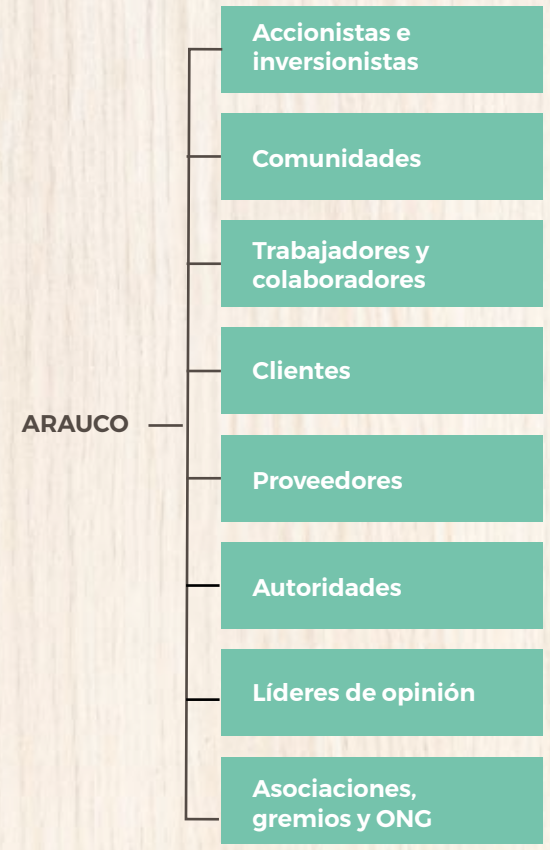 Accionistas e
inversionistas
Comunidades
Trabajadores y
colaboradores
Clientes
ARAUCO
Proveedores
Autoridades
Líderes de opinión
Asociaciones,
gremios y ONG